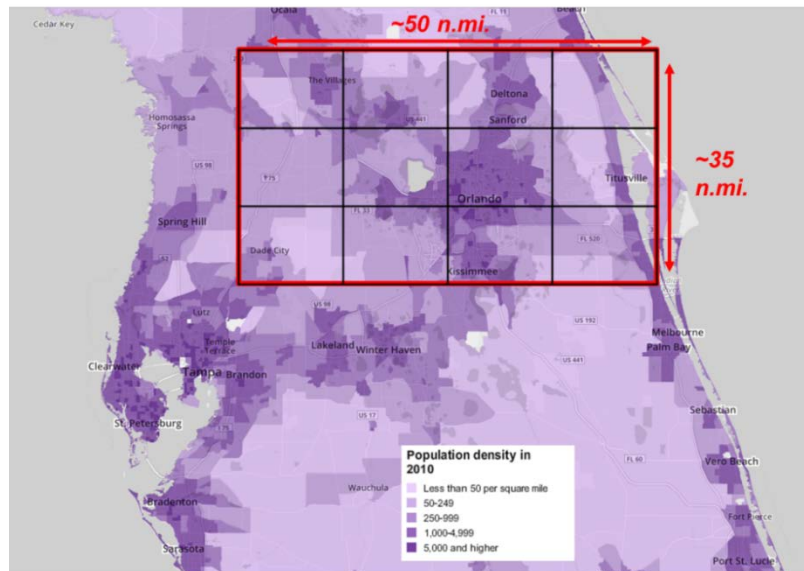 Cedar Key
Ocala
FL 19
~50 n.mi.
The Villages
Homosassa
Springs
US 441
Deltona
Sanford
US 98
Titusville
~35
n.mi.
Orlando
FL 33
Spring Hill
Dade City
FL 520
Kissimmee
US 98
US 192
Lutz
Temple
Terrace
Lakeland
Winter Haven
Melbourne
Palm Bay
US 441
Clearwater
Tampa
Brandon
US 17
St. Petersburg
Sebastian
Wauchula
FL 60
Vero Beach
Bradenton
Fort Pierce
Sarasota
Port St. Lucie
Population density in
2010
Less than 50 per square mile
50-249
250-999
1,000-4,999
5,000 and higher